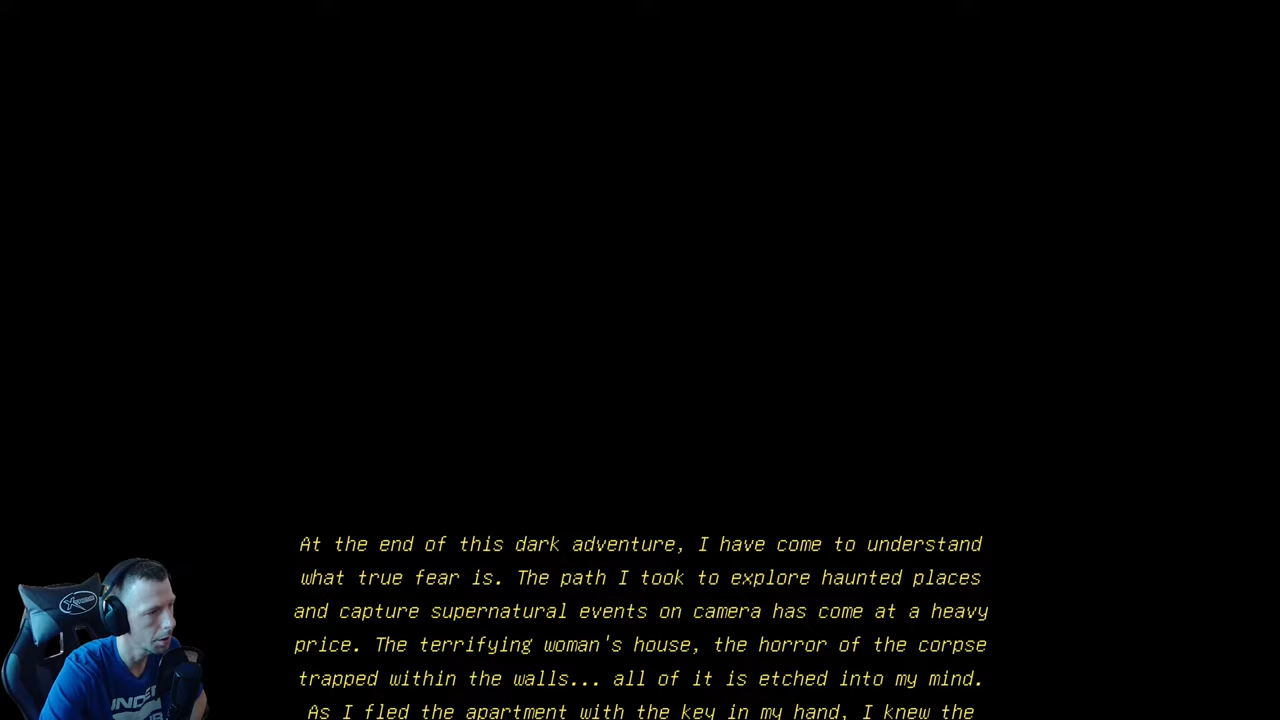 At the end of this dark adventure, I have come to understand
what true fear is. The path I took to explore haunted places
and capture supernatural events on camera has come at a heavy
price. The terrifying woman's house, the horror of the corpse
trapped within the walls... all of it is etched into my mind.
As I fled the apartment with the key in my hand, I knew the
UNDER